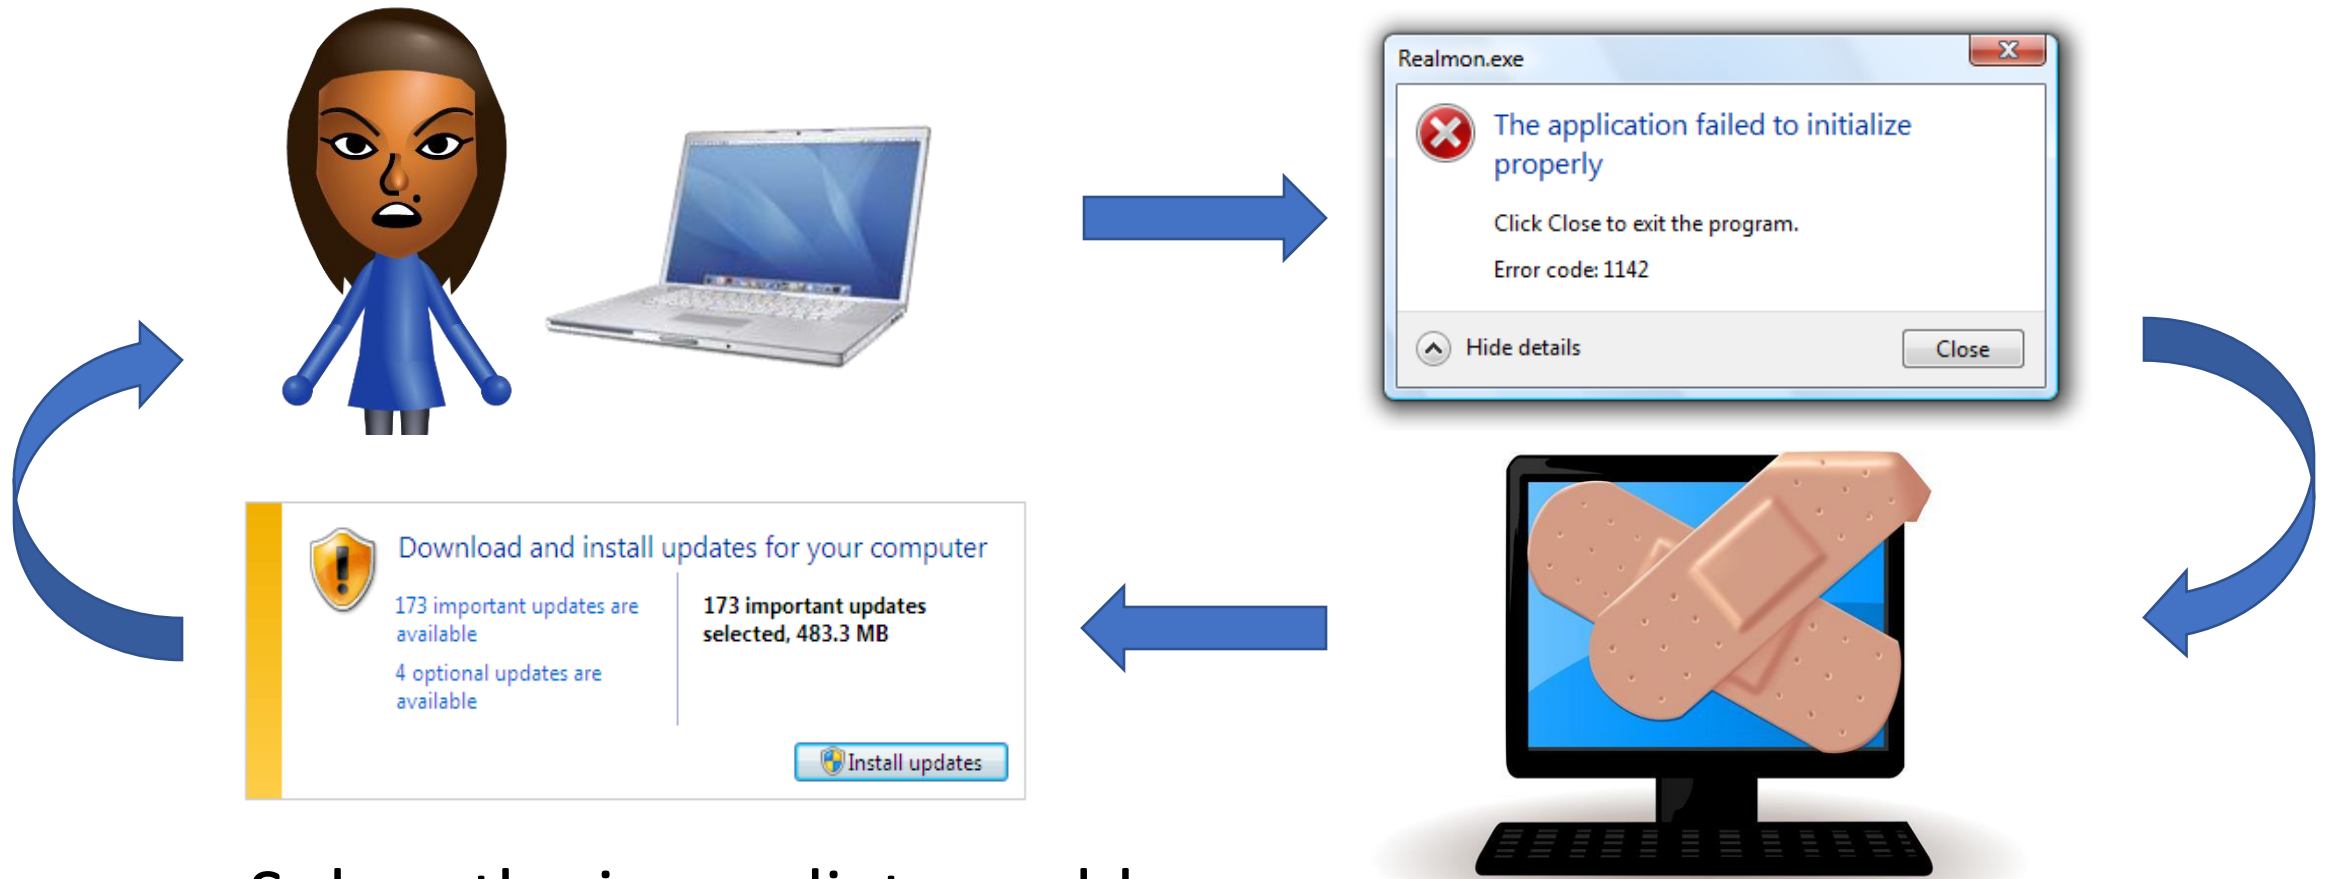 Realmon.exe
The application failed to initialize
properly
Click Close to exit the program.
Error code: 1142
Hide details
Close
Download and install updates for your computer
173 important updates are
available
4 optional updates are
available
173 important updates
selected, 483.3 MB
Install updates